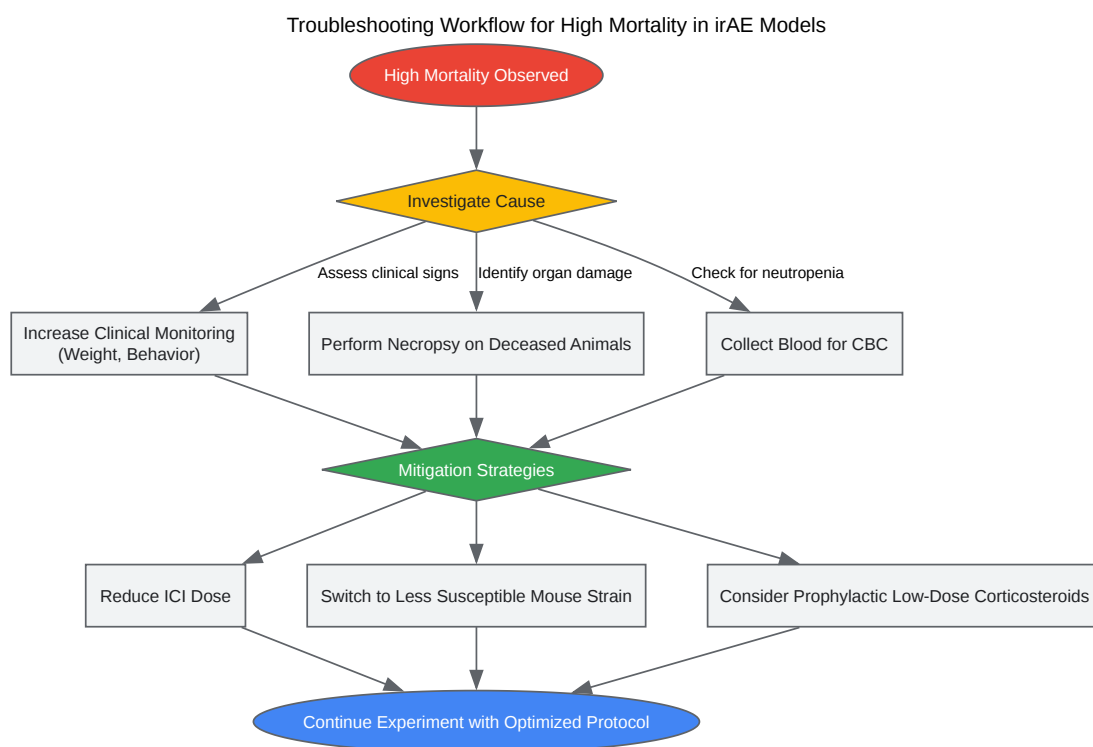 Troubleshooting Workflow for High Mortality in irAE Models
High Mortality Observed
Investigate Cause
Assess clinical signs
Identify organ damage
Check for neutropenia
Increase Clinical Monitoring
(Weight, Behavior)
Perform Necropsy on Deceased Animals
Collect Blood for CBC
Mitigation Strategies
Reduce ICI Dose
Switch to Less Susceptible Mouse Strain
Consider Prophylactic Low-Dose Corticosteroids
Continue Experiment with Optimized Protocol